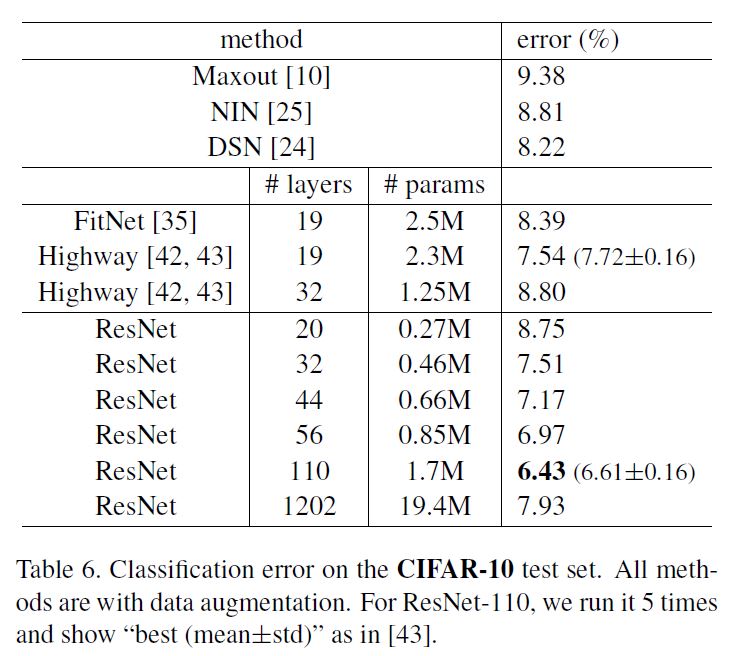 method error (%)
Maxout [10] 9.38
NIN [25] 8.81
DSN [24] 8.22
# layers # params
FitNet [35] 19 2.5M 8.39
Highway [42, 43] 19 2.3M 7.54 (7.72±0.16)
Highway [42, 43] 32 1.25M 8.80
ResNet 20 0.27M 8.75
ResNet 32 0.46M 7.51
ResNet 44 0.66M 7.17
ResNet 56 0.85M 6.97
ResNet 110 1.7M 6.43 (6.61±0.16)
ResNet 1202 19.4M 7.93
Table 6. Classification error on the CIFAR-10 test set. All meth-
ods are with data augmentation. For ResNet-110, we run it 5 times
and show “best (mean±std)” as in [43].